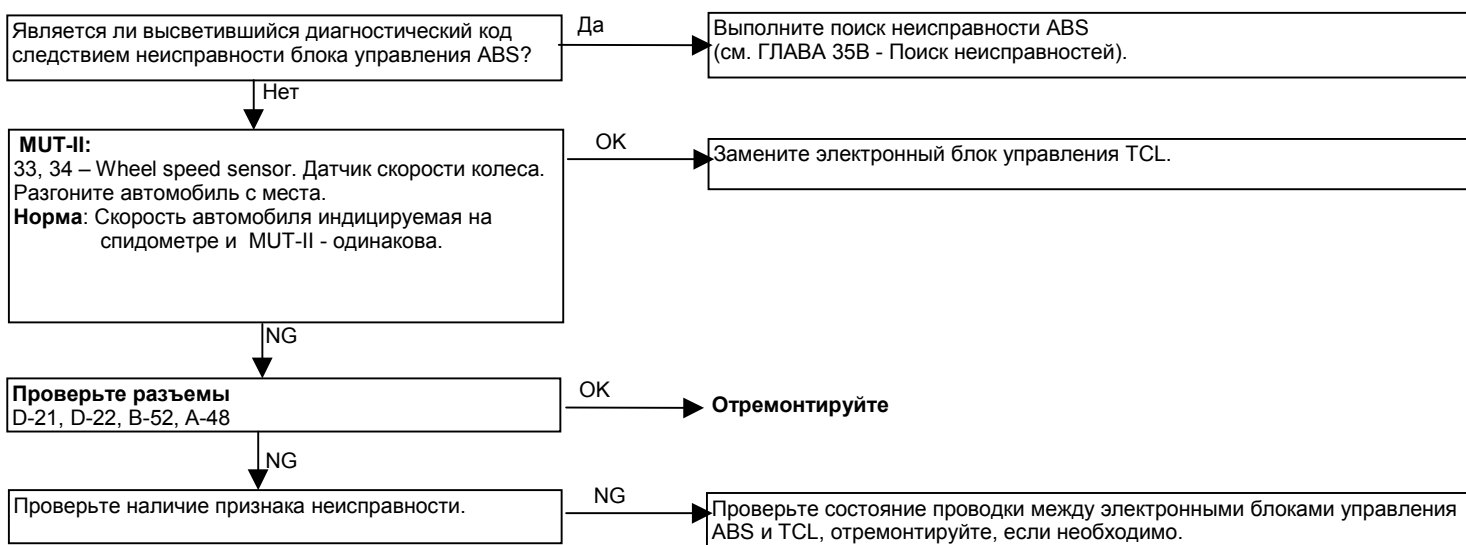 Является ли высветившийся диагностический код
следствием неисправности блока управления ABS?
Да
Выполните поиск неисправности ABS
(см. ГЛАВА 35В - Поиск неисправностей).
Нет
MUT-II:
33, 34 – Wheel speed sensor. Датчик скорости колеса.
Разгоните автомобиль с места.
Норма: Скорость автомобиля индицируемая на
спидометре и MUT-II - одинакова.
OK
Замените электронный блок управления TCL.
NG
Проверьте разъемы
D-21, D-22, B-52, A-48
OK
Отремонтируйте
NG
Проверьте наличие признака неисправности.
NG
Проверьте состояние проводки между электронными блоками управления
ABS и TCL, отремонтируйте, если необходимо.